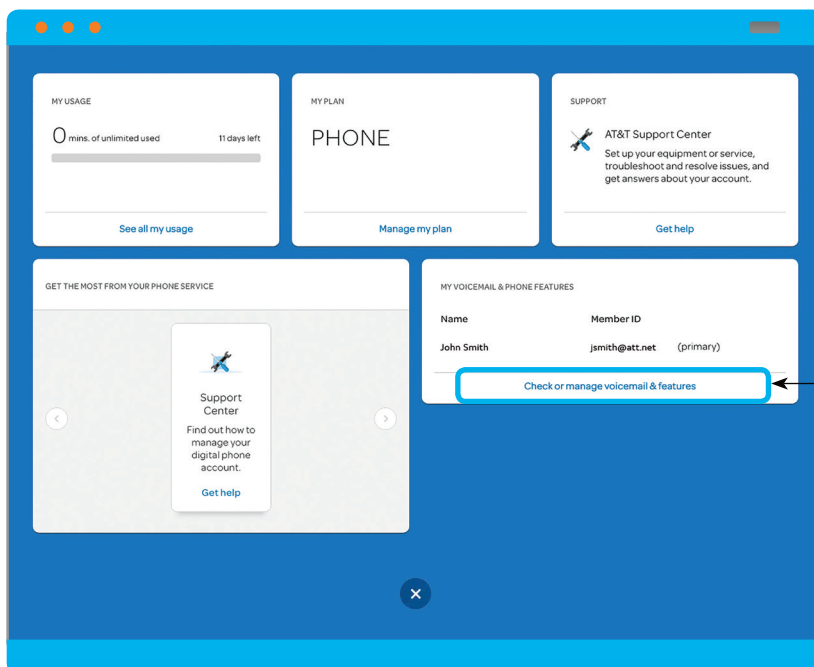 MY USAGE
0 mins. of unlimited used 11 days left
See all my usage
MY PLAN
PHONE
Manage my plan
SUPPORT
AT&T Support Center
Set up your equipment or service,
troubleshoot and resolve issues, and
get answers about your account.
Get help
GET THE MOST FROM YOUR PHONE SERVICE
Support
Center
Find out how to
manage your
digital phone
account.
Get help
MY VOICEMAIL & PHONE FEATURES
Name Member ID
John Smith jsmith@att.net (primary)
Check or manage voicemail & features